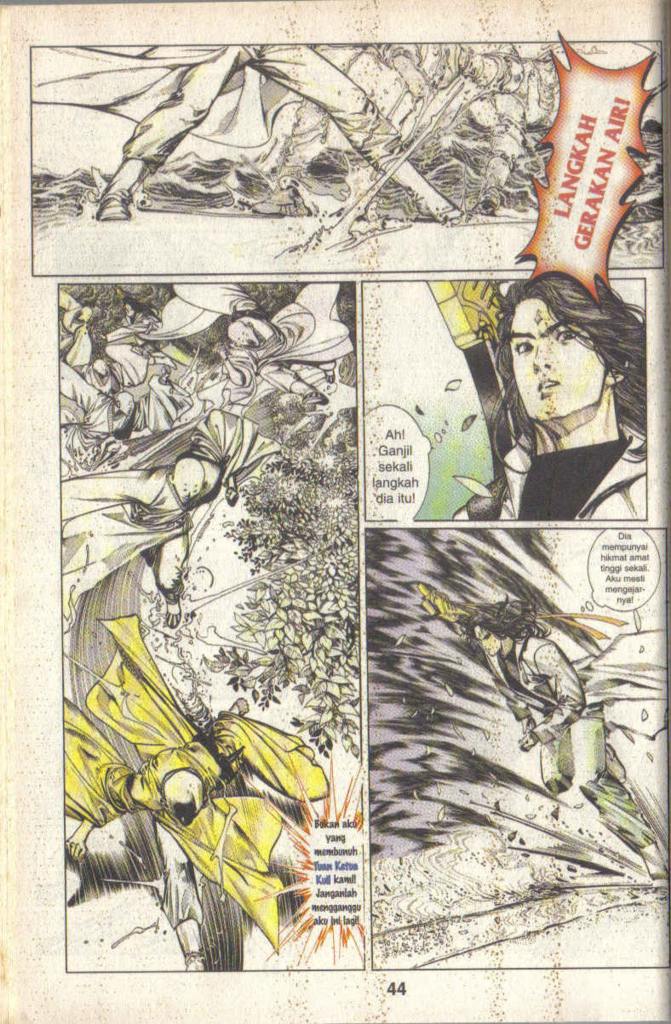 LANGKAH
GERAKAN AIR!
Ah!
Ganjil
sekali
langkah
dia itu!
Dia
mempunyai
hikmat amat
tinggi sekali.
Aku mesti
mengejar-
nya!
Bukan aku
yang
membunuh
Tuan Ketua
Kuil kami!
Janganlah
mengganggu
aku ini lagi!
44